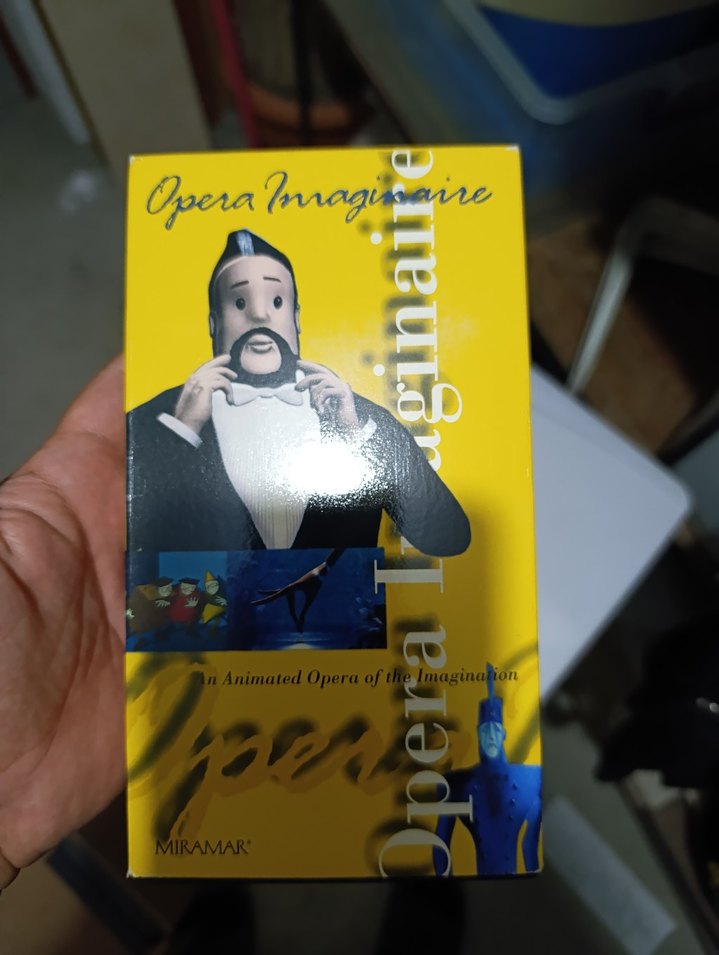 Opera Imaginaire
Opera Imaginaire
An Animated Opera of the Imagination
Opera
MIRAMAR®